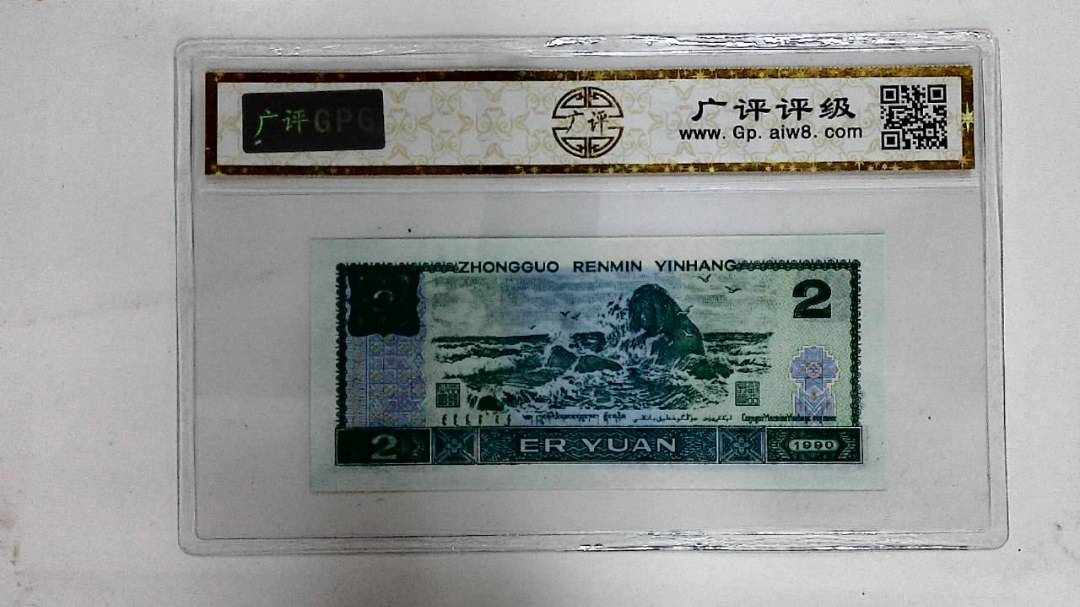 广评GPG
广评
广评评级
www. Gp. aiw8. com
ZHONGGUO RENMIN YINHANG
2
2
2
ER YUAN
1990